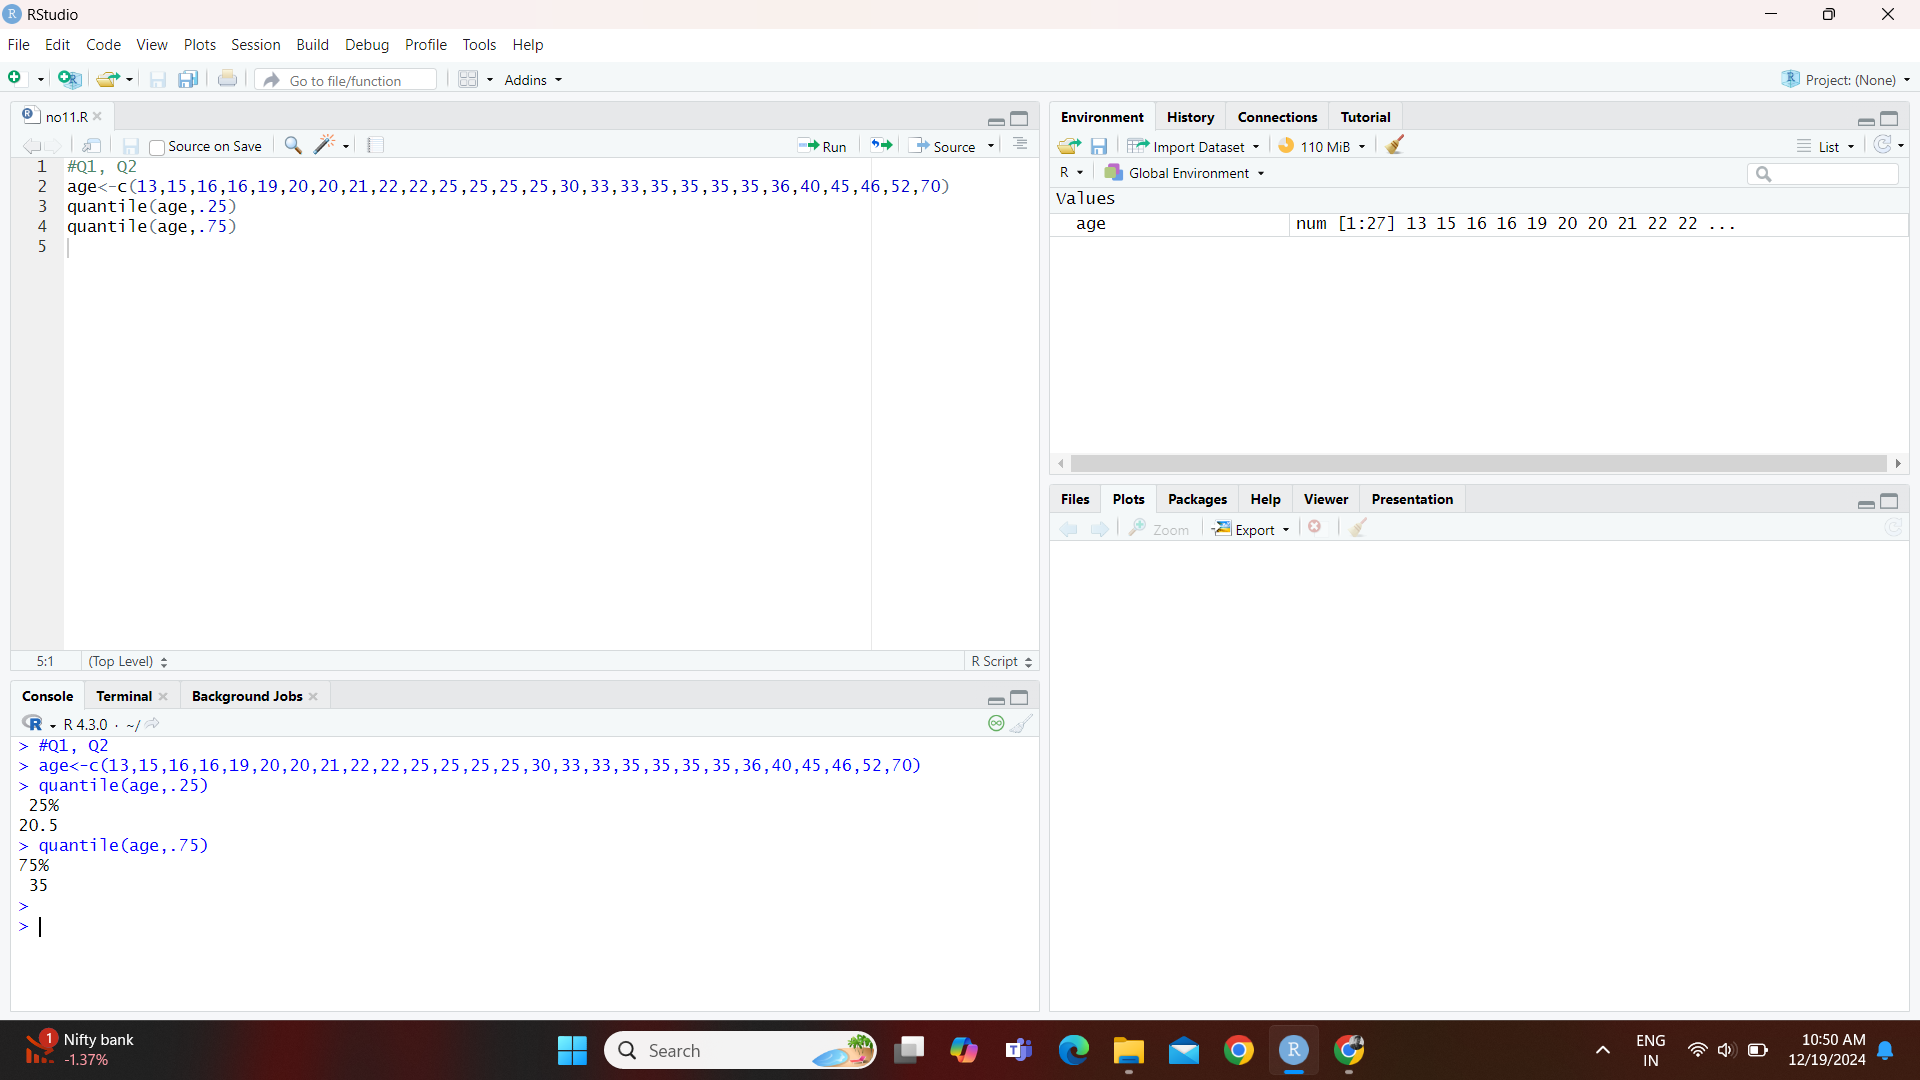 RStudio
File Edit Code View Plots Session Build Debug Profile Tools Help
Go to file/function Addins Project: (None)
no11.R
Source on Save Run Source
1 #Q1, Q2
2 age<-c(13,15,16,16,19,20,20,21,22,22,25,25,25,25,30,33,33,35,35,35,35,36,40,45,46,52,70)
3 quantile(age,.25)
4 quantile(age,.75)
5
5:1 (Top Level) R Script
Console Terminal Background Jobs
R 4.3.0 · ~/
> #Q1, Q2
> age<-c(13,15,16,16,19,20,20,21,22,22,25,25,25,25,30,33,33,35,35,35,35,36,40,45,46,52,70)
> quantile(age,.25)
25%
20.5
> quantile(age,.75)
75%
35
>
>
Environment History Connections Tutorial
Import Dataset 110 MiB List
R Global Environment
Values
age num [1:27] 13 15 16 16 19 20 20 21 22 22 ...
Files Plots Packages Help Viewer Presentation
Zoom Export
1 Nifty bank
-1.37%
Search
ENG
IN
10:50 AM
12/19/2024